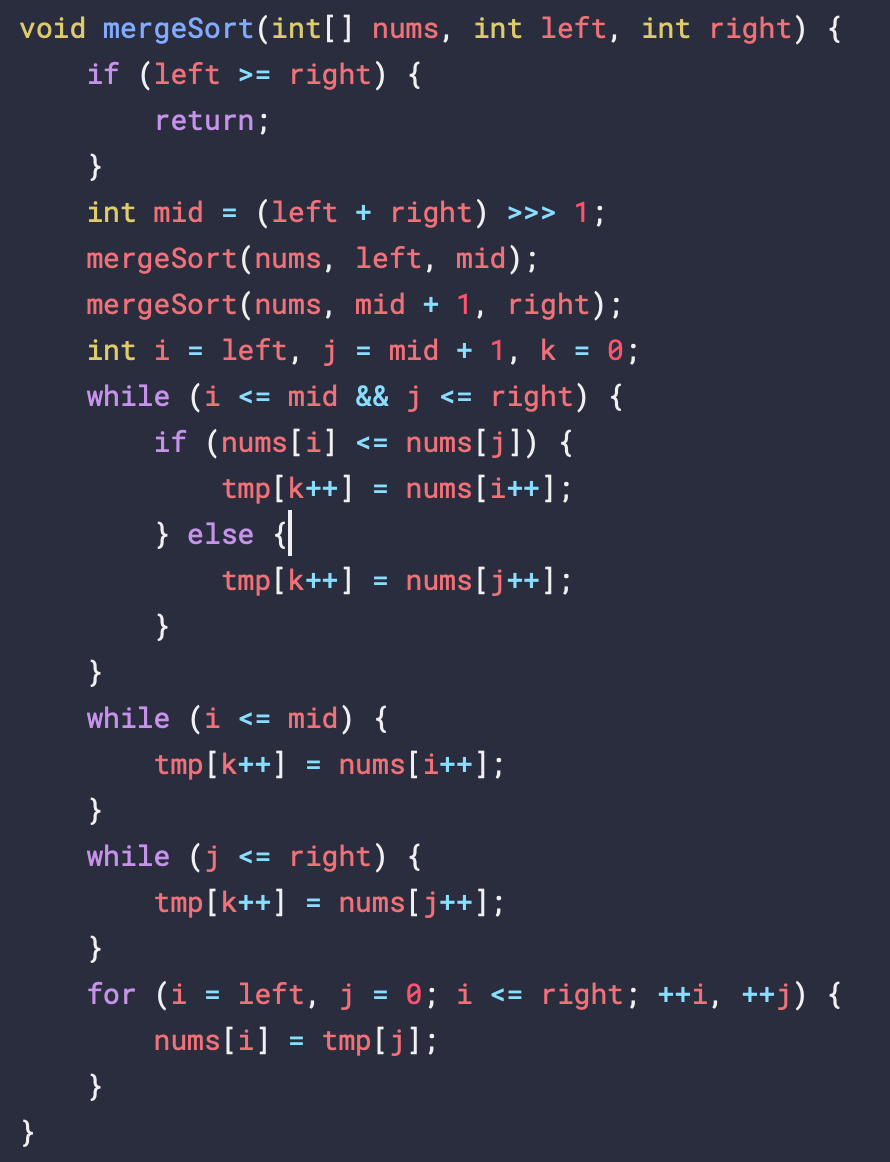 void mergeSort(int[] nums, int left, int right) {
    if (left >= right) {
        return;
    }
    int mid = (left + right) >>> 1;
    mergeSort(nums, left, mid);
    mergeSort(nums, mid + 1, right);
    int i = left, j = mid + 1, k = 0;
    while (i <= mid && j <= right) {
        if (nums[i] <= nums[j]) {
            tmp[k++] = nums[i++];
        } else {
            tmp[k++] = nums[j++];
        }
    }
    while (i <= mid) {
        tmp[k++] = nums[i++];
    }
    while (j <= right) {
        tmp[k++] = nums[j++];
    }
    for (i = left, j = 0; i <= right; ++i, ++j) {
        nums[i] = tmp[j];
    }
}